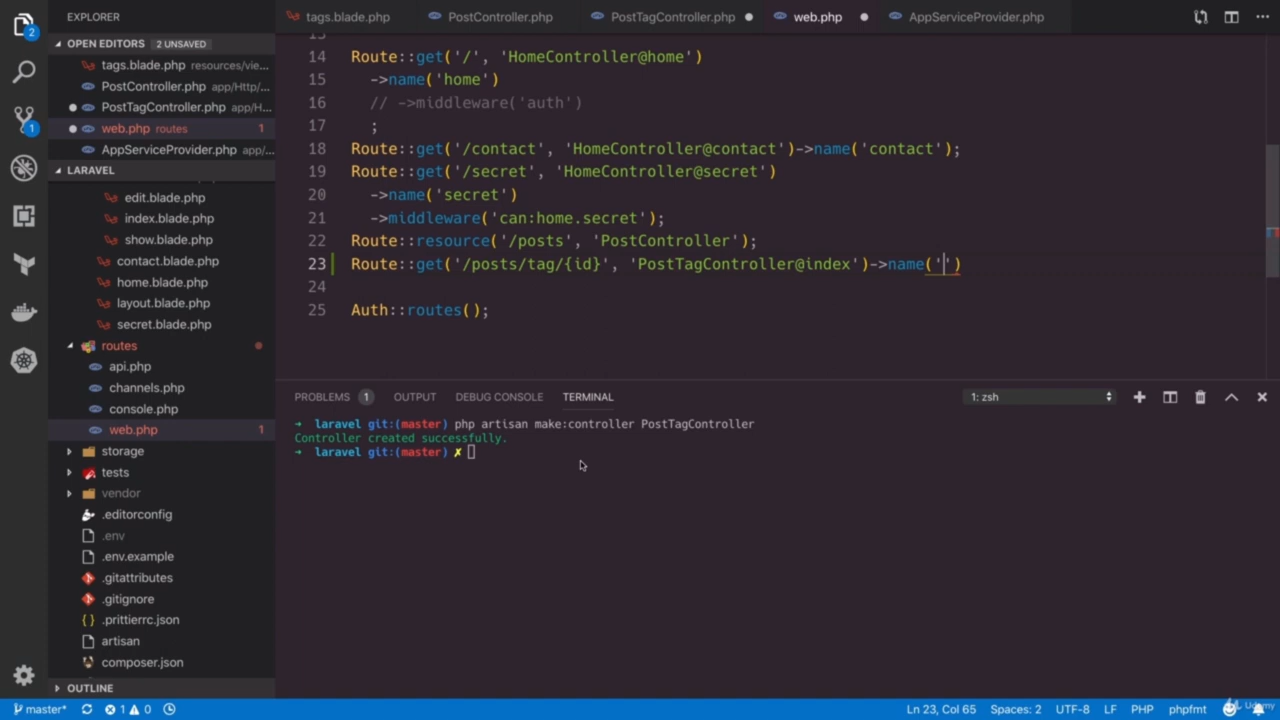 tags.blade.php PostController.php PostTagController.php web.php AppServiceProvider.php
EXPLORER
OPEN EDITORS 2 UNSAVED
tags.blade.php resources/vie...
PostController.php app/Http/...
PostTagController.php app/H...
web.php routes 1
AppServiceProvider.php app/...
LARAVEL
edit.blade.php
index.blade.php
show.blade.php
contact.blade.php
home.blade.php
layout.blade.php
secret.blade.php
routes
api.php
channels.php
console.php
web.php 1
storage
tests
vendor
.editorconfig
.env
.env.example
.gitattributes
.gitignore
.prittierrc.json
artisan
composer.json
OUTLINE
2
1
13
14 Route::get('/', 'HomeController@home')
15 ->name('home')
16 // ->middleware('auth')
17 ;
18 Route::get('/contact', 'HomeController@contact')->name('contact');
19 Route::get('/secret', 'HomeController@secret')
20 ->name('secret')
21 ->middleware('can:home.secret');
22 Route::resource('/posts', 'PostController');
23 Route::get('/posts/tag/{id}', 'PostTagController@index')->name('')
24
25 Auth::routes();
PROBLEMS 1 OUTPUT DEBUG CONSOLE TERMINAL 1: zsh
➜ laravel git:(master) php artisan make:controller PostTagController
Controller created successfully.
➜ laravel git:(master) ✗
master* 1 0 Ln 23, Col 65 Spaces: 2 UTF-8 LF PHP phpfmt
Udemy